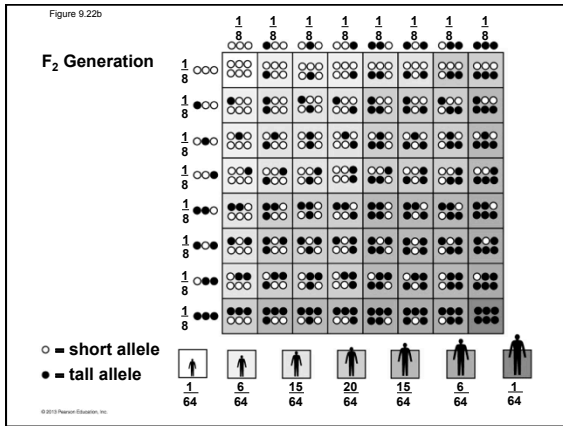 Figure 9.22b
1/8 1/8 1/8 1/8 1/8 1/8 1/8 1/8
F₂ Generation
1/8
1/8
1/8
1/8
1/8
1/8
1/8
1/8
= short allele
= tall allele
1/64 6/64 15/64 20/64 15/64 6/64 1/64
© 2013 Pearson Education, Inc.